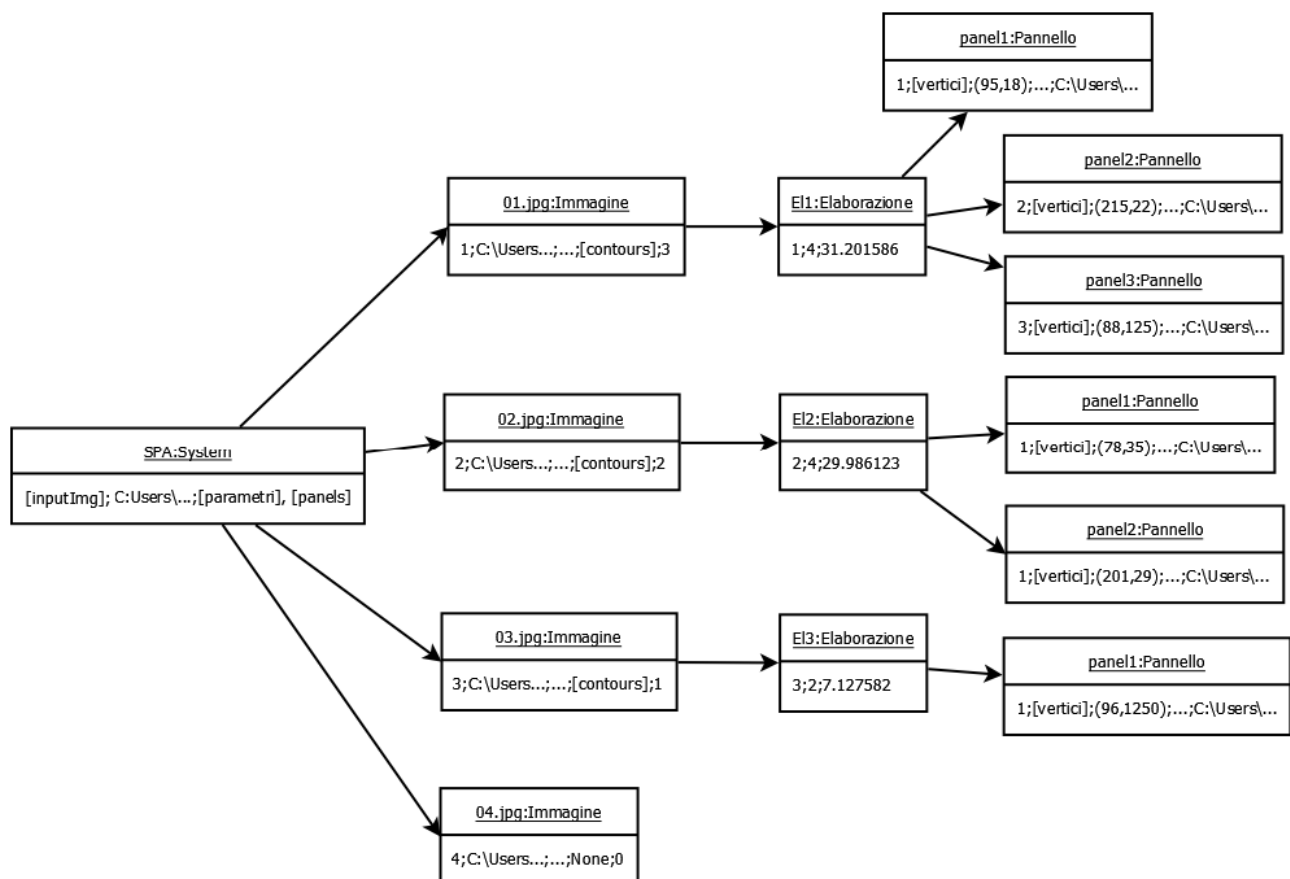 panel1:Pannello
1;[vertici];(95,18);...;C:\Users\...
panel2:Pannello
2;[vertici];(215,22);...;C:\Users\...
01.jpg:Immagine
1;C:\Users...;...;[contours];3
El1:Elaborazione
1;4;31.201586
panel3:Pannello
3;[vertici];(88,125);...;C:\Users\...
SPA:System
[inputImg]; C:Users\...;[parametri], [panels]
02.jpg:Immagine
2;C:\Users...;...;[contours];2
El2:Elaborazione
2;4;29.986123
panel1:Pannello
1;[vertici];(78,35);...;C:\Users\...
panel2:Pannello
1;[vertici];(201,29);...;C:\Users\...
03.jpg:Immagine
3;C:\Users...;...;[contours];1
El3:Elaborazione
3;2;7.127582
panel1:Pannello
1;[vertici];(96,1250);...;C:\Users\...
04.jpg:Immagine
4;C:\Users...;...;None;0